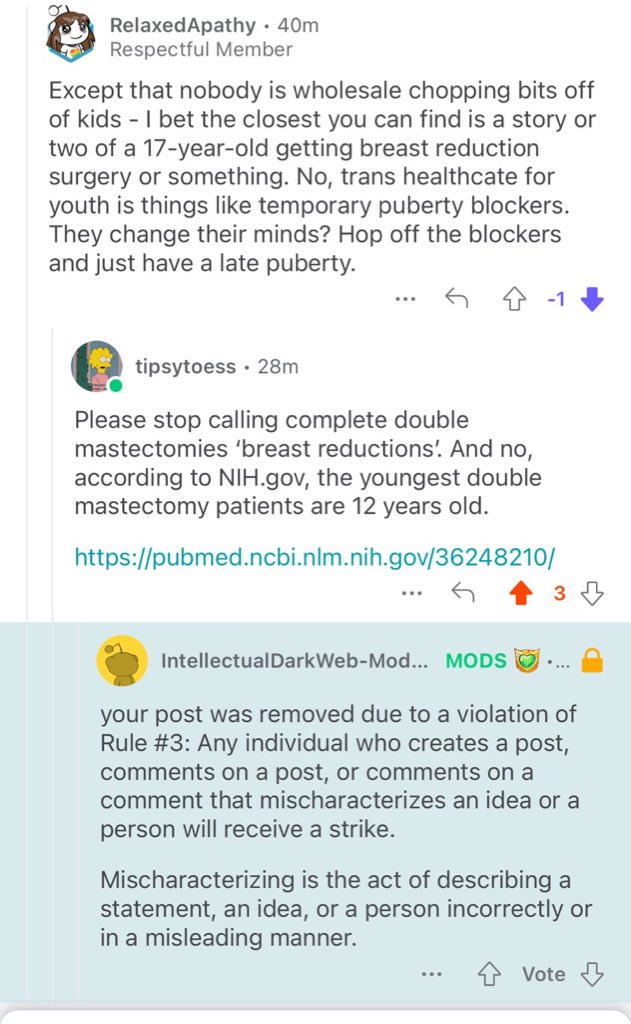 RelaxedApathy • 40m
Respectful Member
Except that nobody is wholesale chopping bits off
of kids - I bet the closest you can find is a story or
two of a 17-year-old getting breast reduction
surgery or something. No, trans healthcate for
youth is things like temporary puberty blockers.
They change their minds? Hop off the blockers
and just have a late puberty.
-1
tipsytoess • 28m
Please stop calling complete double
mastectomies ‘breast reductions’. And no,
according to NIH.gov, the youngest double
mastectomy patients are 12 years old.
https://pubmed.ncbi.nlm.nih.gov/36248210/
3
IntellectualDarkWeb-Mod... MODS •...
your post was removed due to a violation of
Rule #3: Any individual who creates a post,
comments on a post, or comments on a
comment that mischaracterizes an idea or a
person will receive a strike.
Mischaracterizing is the act of describing a
statement, an idea, or a person incorrectly or
in a misleading manner.
Vote